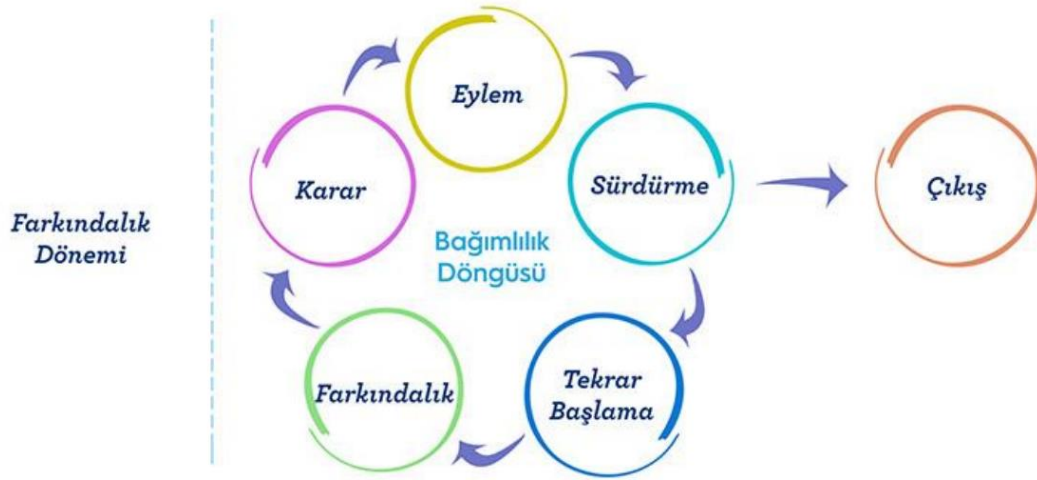 Farkındalık
Dönemi
Eylem
Karar
Sürdürme
Çıkış
Bağımlılık
Döngüsü
Farkındalık
Tekrar
Başlama